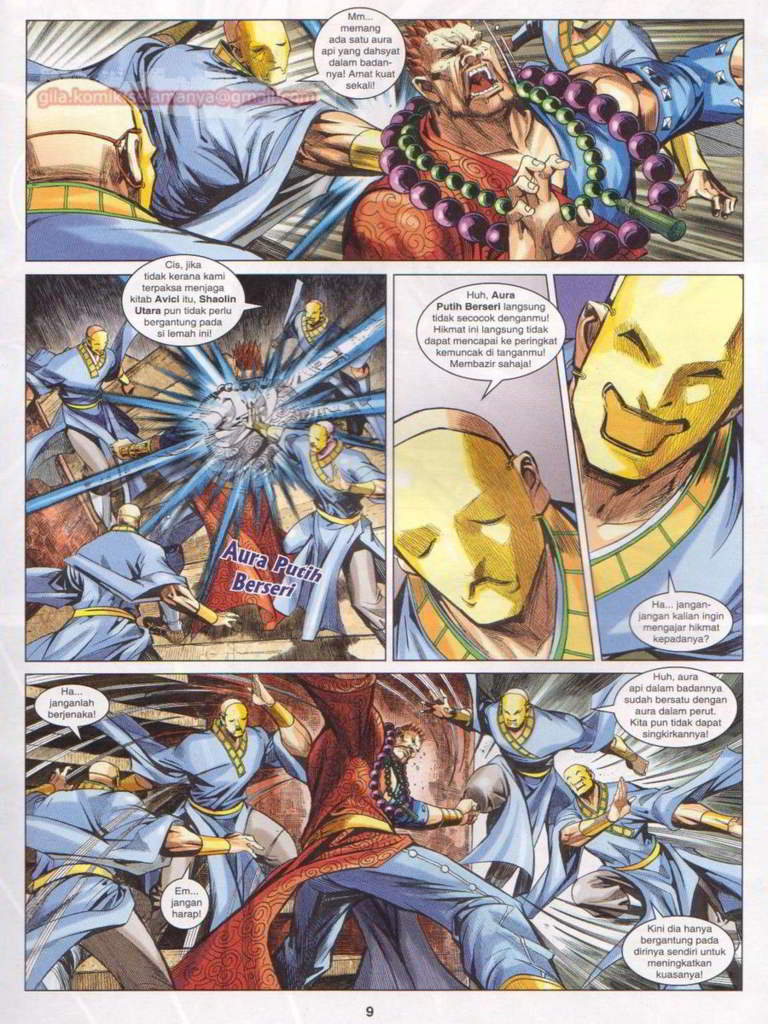 Mm...
memang
ada satu aura
api yang dahsyat
dalam badan-
nya! Amat kuat
sekali!
gila.komik.selamanya@gmail.com
Cis, jika
tidak kerana kami
terpaksa menjaga
kitab Avici itu, Shaolin
Utara pun tidak perlu
bergantung pada
si lemah ini!
Aura Putih
Berseri
Huh, Aura
Putih Berseri langsung
tidak secocok denganmu!
Hikmat ini langsung tidak
dapat mencapai ke peringkat
kemuncak di tanganmu!
Membazir sahaja!
Ha... jangan-
jangan kalian ingin
mengajar hikmat
kepadanya?
Ha...
janganlah
berjenaka!
Huh, aura
api dalam badannya
sudah bersatu dengan
aura dalam perut.
Kita pun tidak dapat
singkirkannya!
Em...
jangan
harap!
Kini dia hanya
bergantung pada
dirinya sendiri untuk
meningkatkan
kuasanya!
9